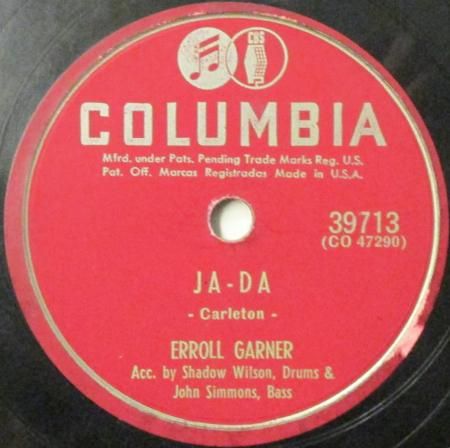 CBS
COLUMBIA
Mfrd. under Pats. Pending Trade Marks Reg. U.S.
Pat. Off. Marcas Registradas Made in U.S.A.
39713
(CO 47290)
JA-DA
- Carleton -
ERROLL GARNER
Acc. by Shadow Wilson, Drums &
John Simmons, Bass